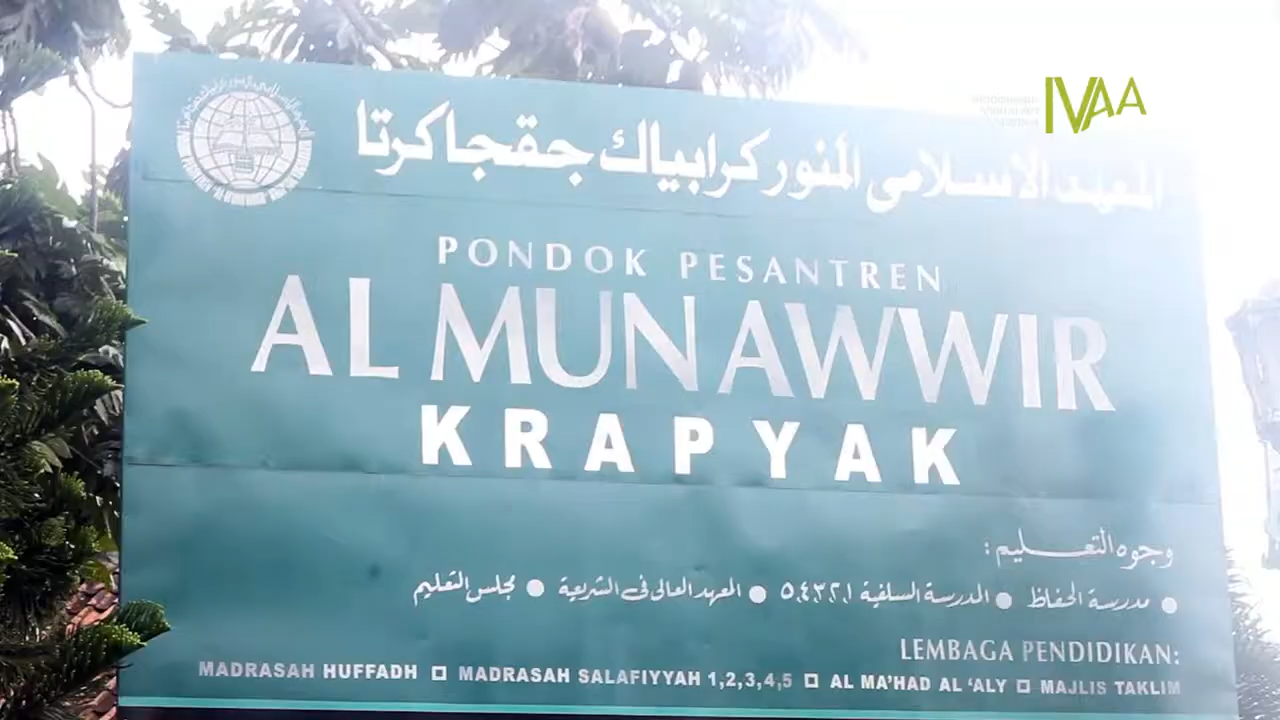 IVAA
المعهد الاسلامى المنور كرابياك جقجاكرتا
PONDOK PESANTREN
AL MUNAWWIR
KRAPYAK
وجوه التعليم :
● مدرسة الحفاظ ● المدرسة السلفية ٥،٤،٣،٢،١ ● المعهد العالى فى الشريعة ● مجلس التعليم
LEMBAGA PENDIDIKAN:
MADRASAH HUFFADH □ MADRASAH SALAFIYYAH 1,2,3,4,5 □ AL MA'HAD AL 'ALY □ MAJLIS TAKLIM